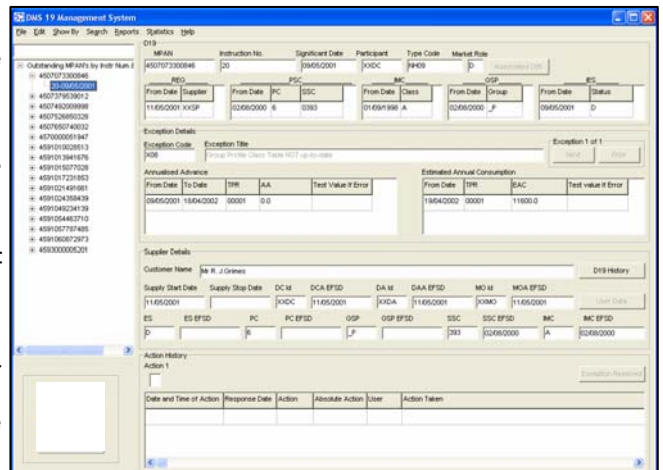 DMS 19 Management System
File Edit Show By Search Reports Statistics Help
Outstanding MPAN's by Instr Num &
4507073300846
20-09/05/2001
4507379539012
4507492009998
4507526850328
4507650740032
4570000051947
4591010028513
4591013941676
4591015077028
4591017231853
4591021491661
4591024358439
4591049234139
4591054463710
4591057787485
4591060872973
4593000005201
D19
MPAN Instruction No. Significant Date Participant Type Code Market Role
4507073300846 20 09/05/2001 XXDC NH09 D Associated D95
REG PSC MC GSP ES
From Date Supplier From Date PC SSC From Date Class From Date Group From Date Status
11/05/2001 XXSP 02/08/2000 6 0393 01/09/1998 A 02/08/2000 _P 09/05/2001 D
Exception Details
Exception Code Exception Title Exception 1 of 1
X08 Group Profile Class Table NOT up-to-date Next Prior
Annualised Advance Estimated Annual Consumption
From Date To Date TPR AA Test Value If Error From Date TPR EAC Test value If Error
09/05/2001 18/04/2002 00001 0.0 19/04/2002 00001 11600.0
Supplier Details
Customer Name Mr R. J Grimes D19 History
Supply Start Date Supply Stop Date DC Id DCA EFSD DA Id DAA EFSD MO Id MOA EFSD
11/05/2001 XXDC 11/05/2001 XXDA 11/05/2001 XXMO 11/05/2001 User Data
ES ES EFSD PC PC EFSD GSP GSP EFSD SSC SSC EFSD MC MC EFSD
D 6 _P 393 02/08/2000 A 02/08/2000
Action History
Action 1
Exception Resolved
Date and Time of Action Response Date Action Absolute Action User Action Taken